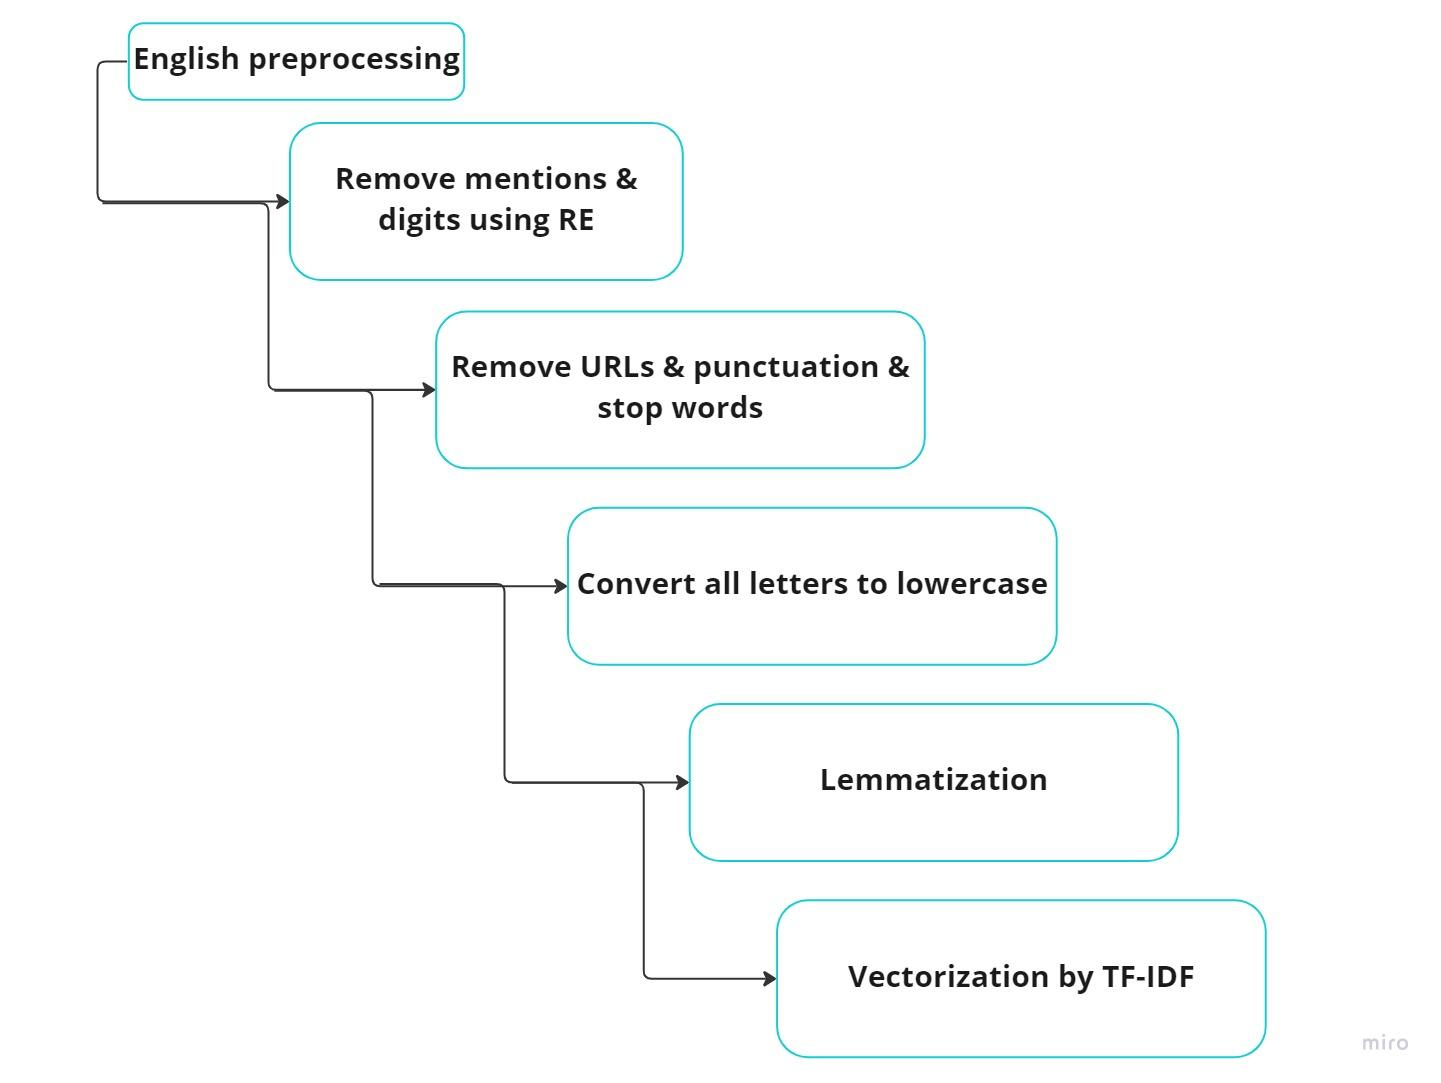 English preprocessing
Remove mentions &
digits using RE
Remove URLs & punctuation &
stop words
Convert all letters to lowercase
Lemmatization
Vectorization by TF-IDF
miro